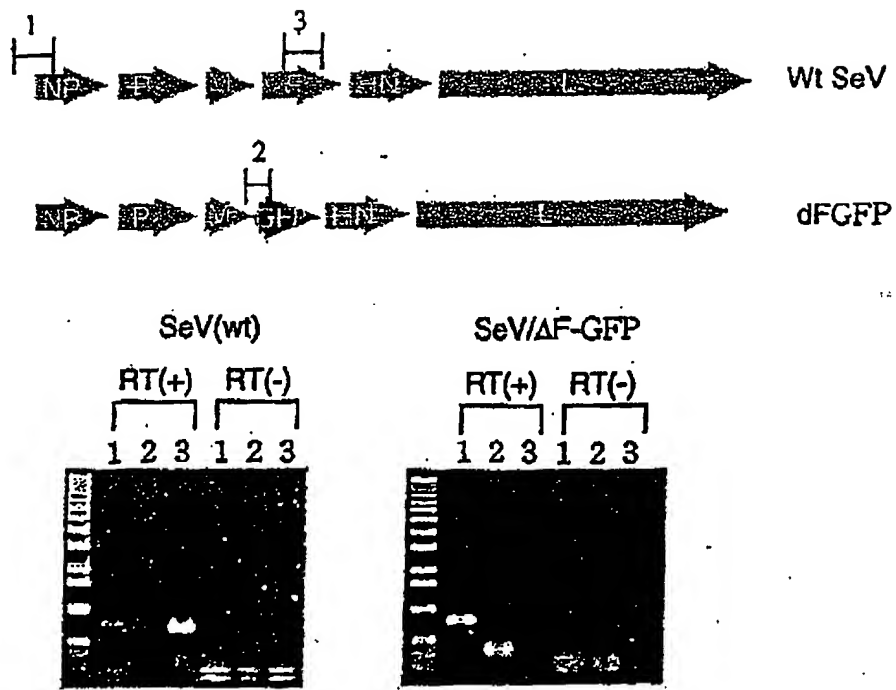 1
3
NP
P
M
F
HN
L
Wt SeV
2
NP
P
M
GFP
HN
L
dFGFP
SeV(wt)
SeV/ΔF-GFP
RT(+)
RT(-)
RT(+)
RT(-)
1 2 3 1 2 3
1 2 3 1 2 3